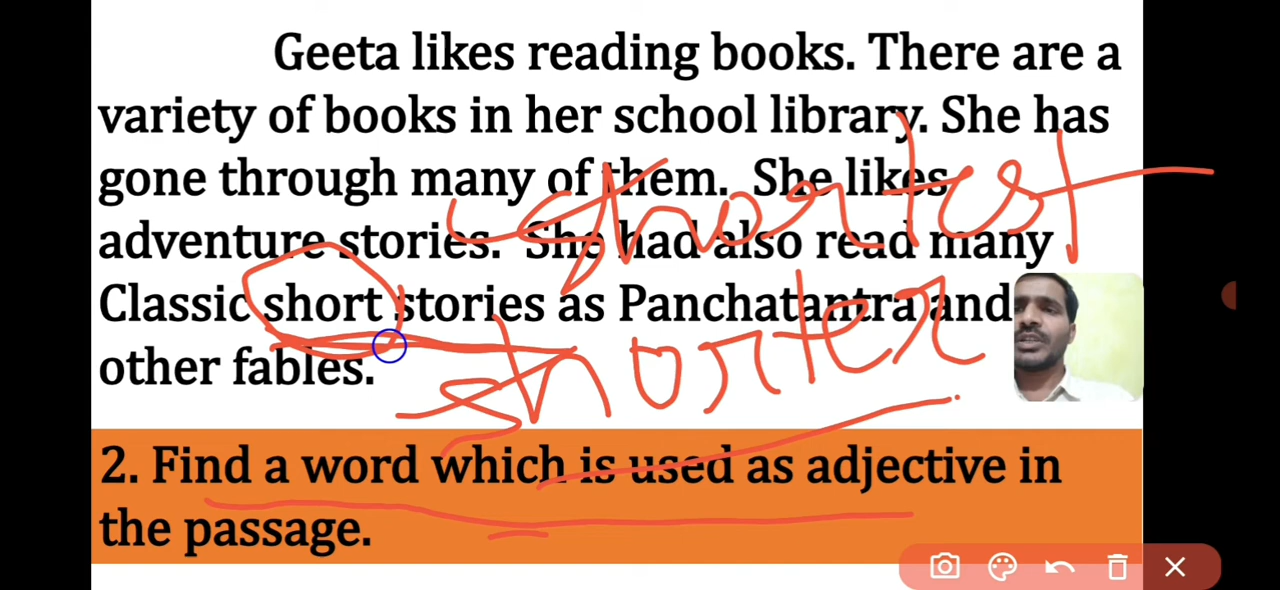 Geeta likes reading books. There are a
variety of books in her school library. She has
gone through many of them. She likes
adventure stories. She had also read many
Classic short stories as Panchatantra and
other fables.
shortest
shorter
2. Find a word which is used as adjective in
the passage.